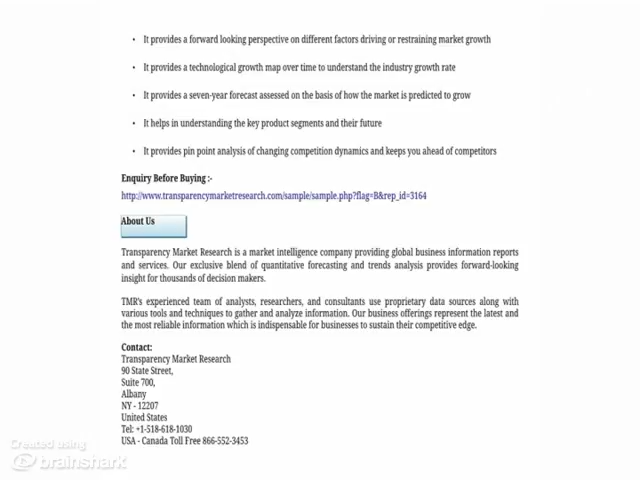 • It provides a forward looking perspective on different factors driving or restraining market growth
• It provides a technological growth map over time to understand the industry growth rate
• It provides a seven-year forecast assessed on the basis of how the market is predicted to grow
• It helps in understanding the key product segments and their future
• It provides pin point analysis of changing competition dynamics and keeps you ahead of competitors
Enquiry Before Buying :-
http://www.transparencymarketresearch.com/sample/sample.php?flag=B&rep_id=3164
About Us
Transparency Market Research is a market intelligence company providing global business information reports
and services. Our exclusive blend of quantitative forecasting and trends analysis provides forward-looking
insight for thousands of decision makers.
TMR's experienced team of analysts, researchers, and consultants use proprietary data sources along with
various tools and techniques to gather and analyze information. Our business offerings represent the latest and
the most reliable information which is indispensable for businesses to sustain their competitive edge.
Contact:
Transparency Market Research
90 State Street,
Suite 700,
Albany
NY - 12207
United States
Tel: +1-518-618-1030
USA - Canada Toll Free 866-552-3453
Created using
brainshark